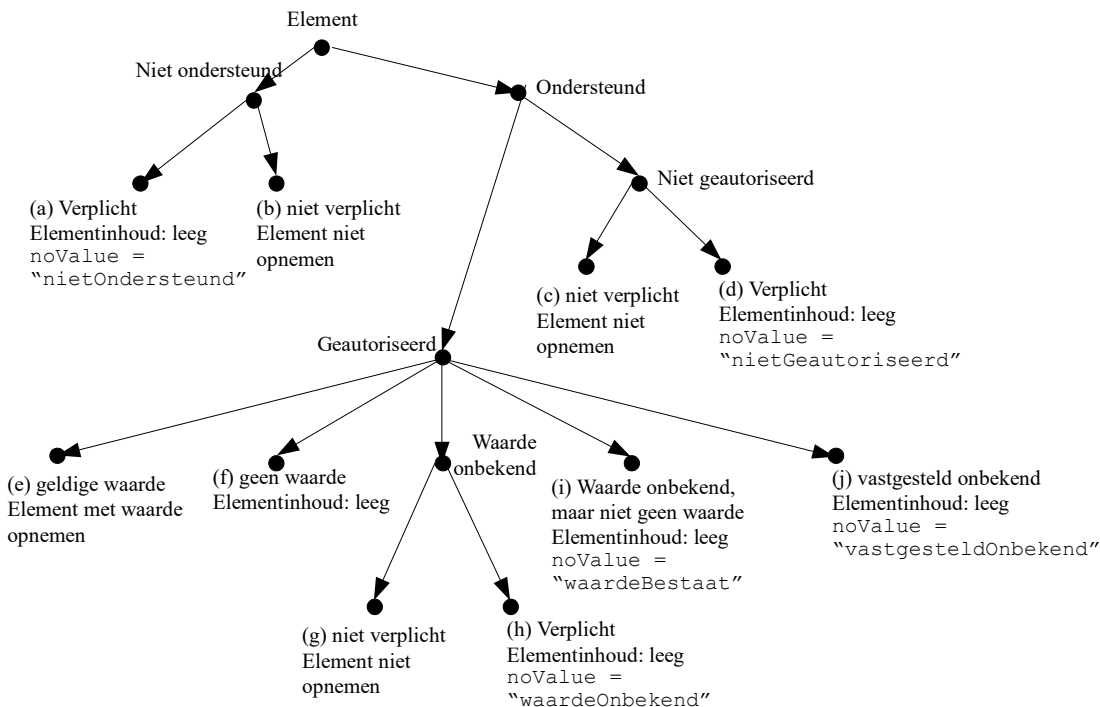 Element
Niet ondersteund
Ondersteund
Niet geautoriseerd
(a) Verplicht
Elementinhoud: leeg
noValue =
“nietOndersteund”
(b) niet verplicht
Element niet
opnemen
(c) niet verplicht
Element niet
opnemen
(d) Verplicht
Elementinhoud: leeg
noValue =
“nietGeautoriseerd”
Geautoriseerd
(e) geldige waarde
Element met waarde
opnemen
(f) geen waarde
Elementinhoud: leeg
Waarde
onbekend
(g) niet verplicht
Element niet
opnemen
(h) Verplicht
Elementinhoud: leeg
noValue =
“waardeOnbekend”
(i) Waarde onbekend,
maar niet geen waarde
Elementinhoud: leeg
noValue =
“waardeBestaat”
(j) vastgesteld onbekend
Elementinhoud: leeg
noValue =
“vastgesteldOnbekend”